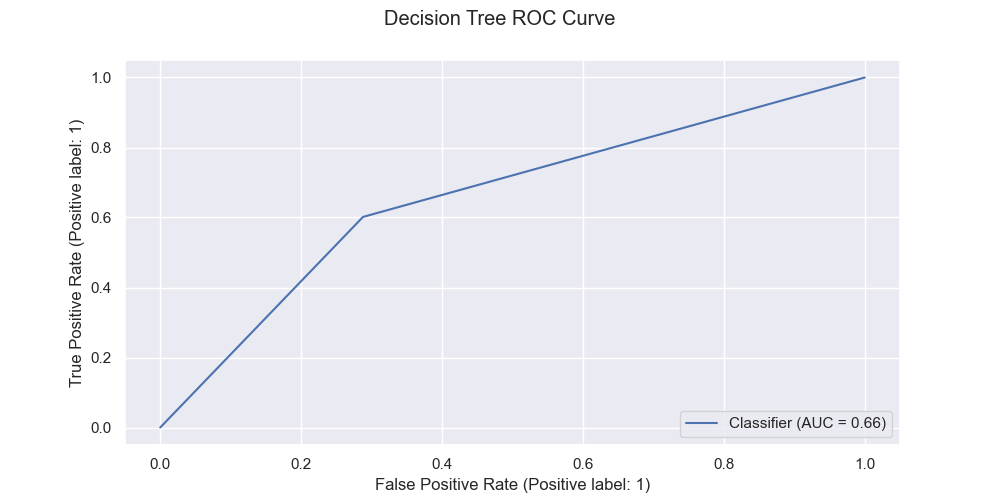 Decision Tree ROC Curve
True Positive Rate (Positive label: 1)
1.0
0.8
0.6
0.4
0.2
0.0
Classifier (AUC = 0.66)
0.0 0.2 0.4 0.6 0.8 1.0
False Positive Rate (Positive label: 1)